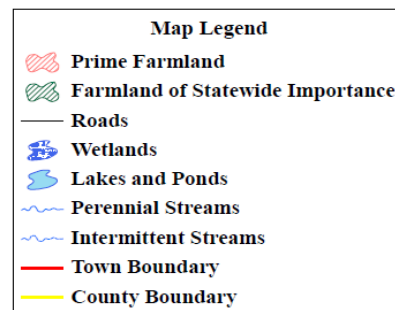 Map Legend
Prime Farmland
Farmland of Statewide Importance
Roads
Wetlands
Lakes and Ponds
Perennial Streams
Intermittent Streams
Town Boundary
County Boundary